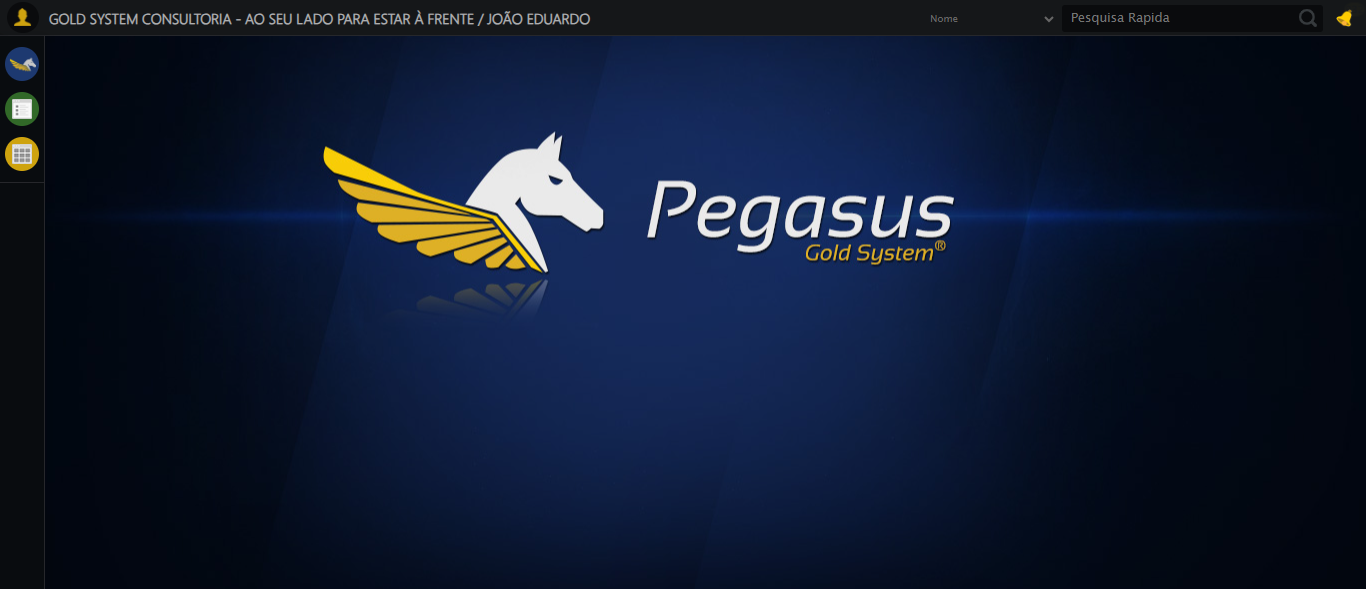 GOLD SYSTEM CONSULTORIA - AO SEU LADO PARA ESTAR À FRENTE / JOÃO EDUARDO
Nome
Pesquisa Rapida
Pegasus
Gold System®